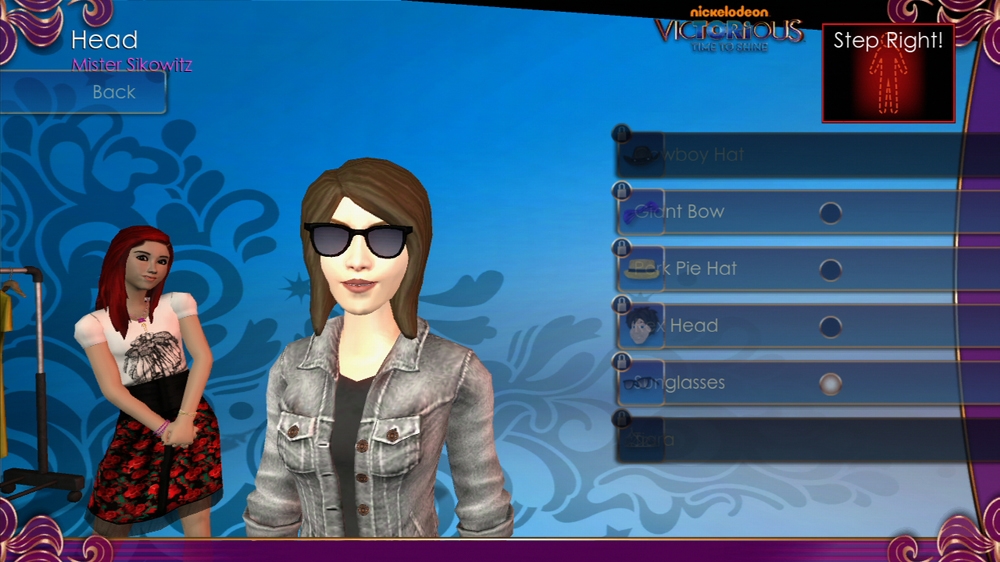 Head
Mister Sikowitz
Back
nickelodeon
VICTORIOUS
TIME TO SHINE
Step Right!
wboy Hat
Giant Bow
Pork Pie Hat
x Head
Sunglasses